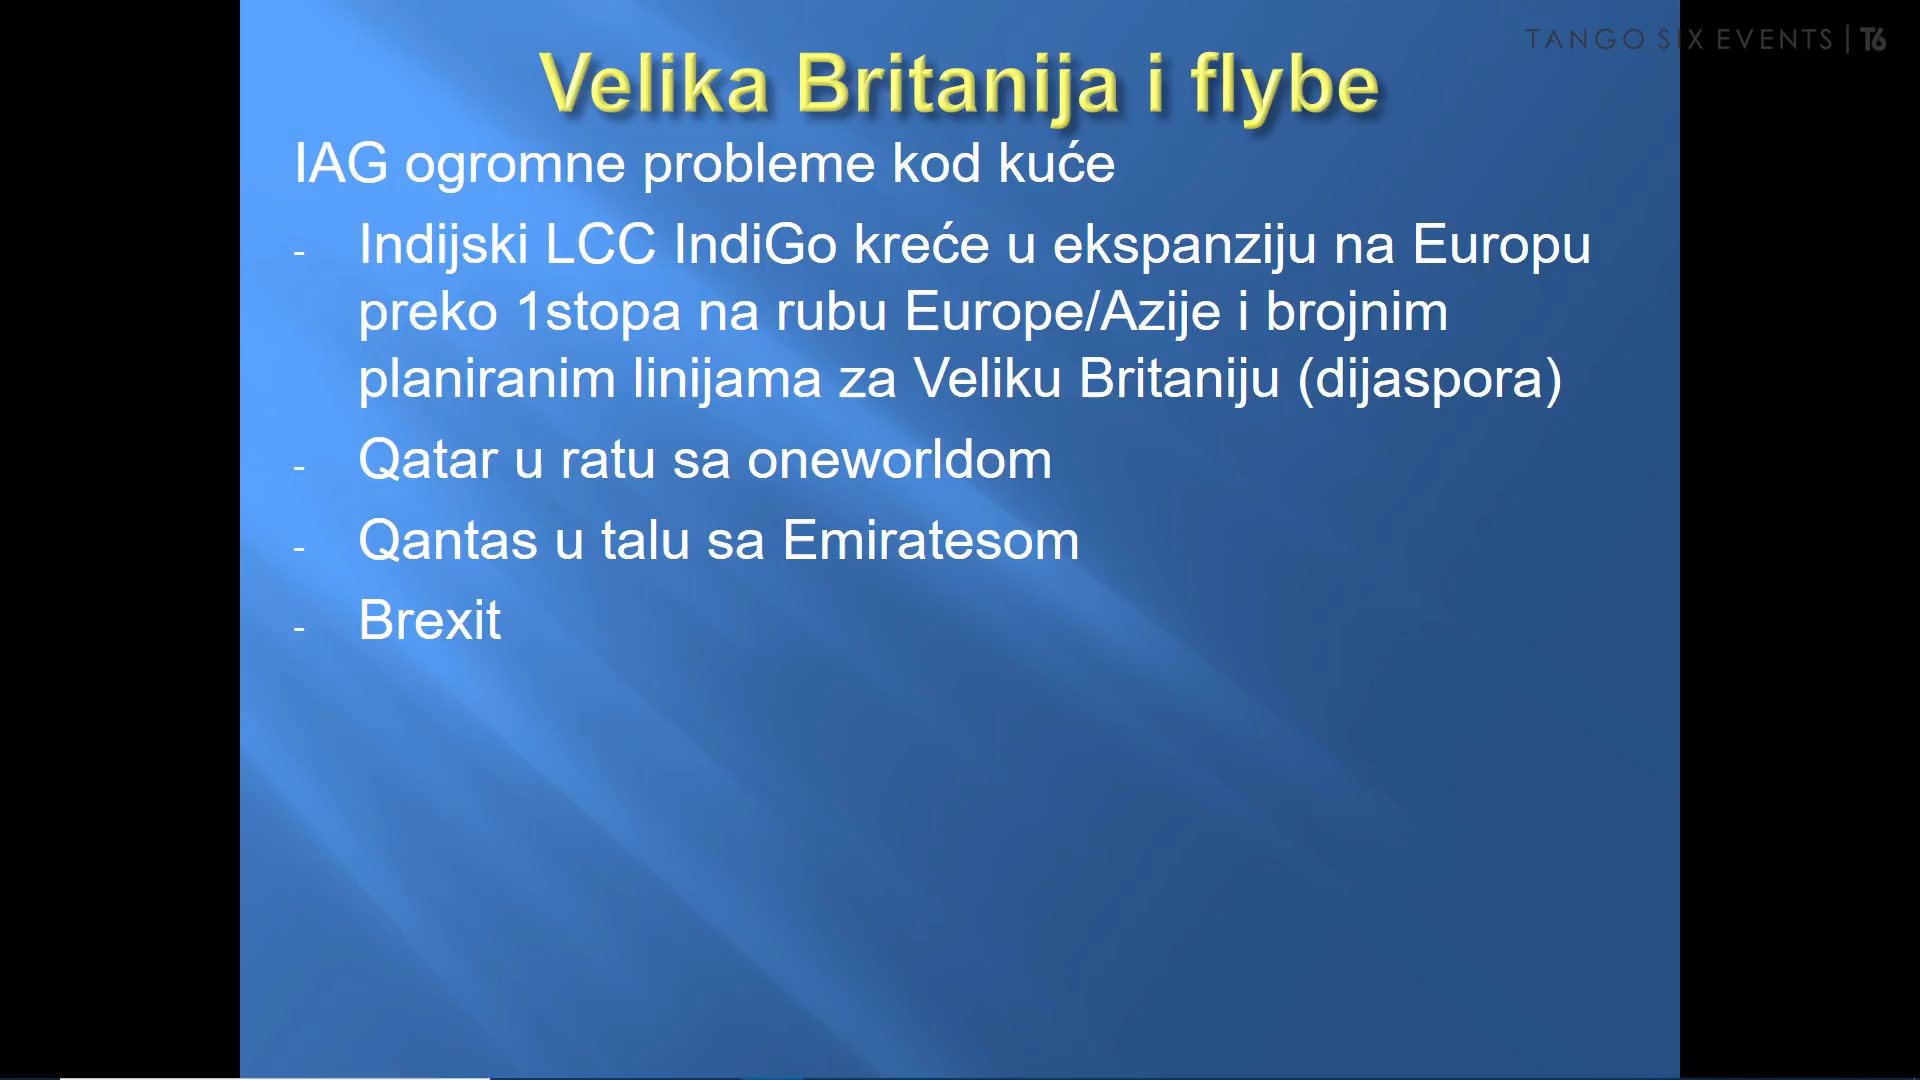 TANGO SIX EVENTS | T6
Velika Britanija i flybe
IAG ogromne probleme kod kuće
- Indijski LCC IndiGo kreće u ekspanziju na Europu
preko 1stopa na rubu Europe/Azije i brojnim
planiranim linijama za Veliku Britaniju (dijaspora)
- Qatar u ratu sa oneworldom
- Qantas u talu sa Emiratesom
- Brexit